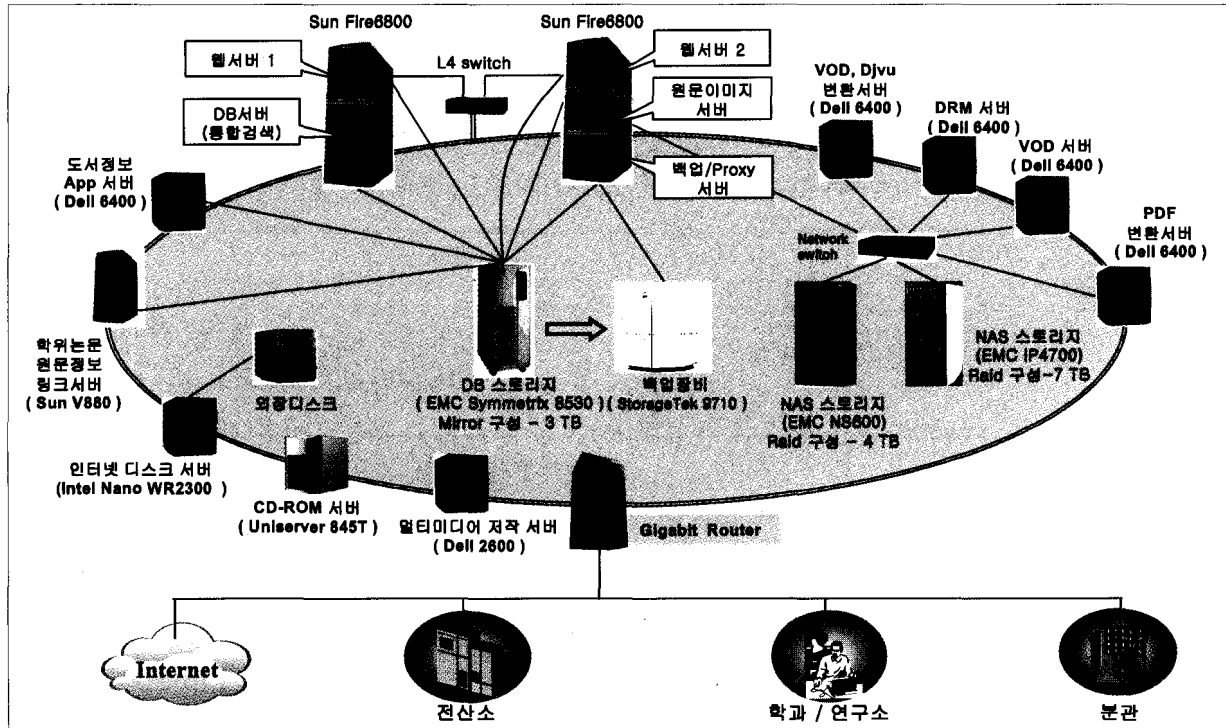 Sun Fire6800
Sun Fire6800
웹서버 1
L4 switch
웹서버 2
DB서버
(통합검색)
원문이미지
서버
백업/Proxy
서버
VOD, Djvu
변환서버
( Dell 6400 )
DRM 서버
( Dell 6400 )
VOD 서버
( Dell 6400 )
PDF
변환서버
( Dell 6400 )
도서정보
App 서버
( Dell 6400 )
Network
switch
학위논문
원문정보
링크서버
( Sun V880 )
외장디스크
DB 스토리지
( EMC Symmetrix 8530 )
Mirror 구성 - 3 TB
백업장비
( StorageTek 9710 )
NAS 스토리지
(EMC NS600)
Raid 구성 - 4 TB
NAS 스토리지
(EMC IP4700)
Raid 구성-7 TB
인터넷 디스크 서버
(Intel Nano WR2300 )
CD-ROM 서버
( Uniserver 845T )
멀티미디어 저작 서버
( Dell 2600 )
Gigabit Router
Internet
전산소
학과 / 연구소
분관